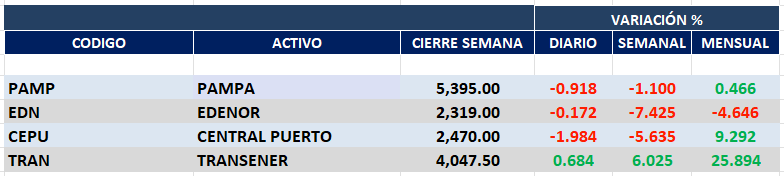 VARIACIÓN %
CODIGO ACTIVO CIERRE SEMANA DIARIO SEMANAL MENSUAL
PAMP PAMPA 5,395.00 -0.918 -1.100 0.466
EDN EDENOR 2,319.00 -0.172 -7.425 -4.646
CEPU CENTRAL PUERTO 2,470.00 -1.984 -5.635 9.292
TRAN TRANSENER 4,047.50 0.684 6.025 25.894